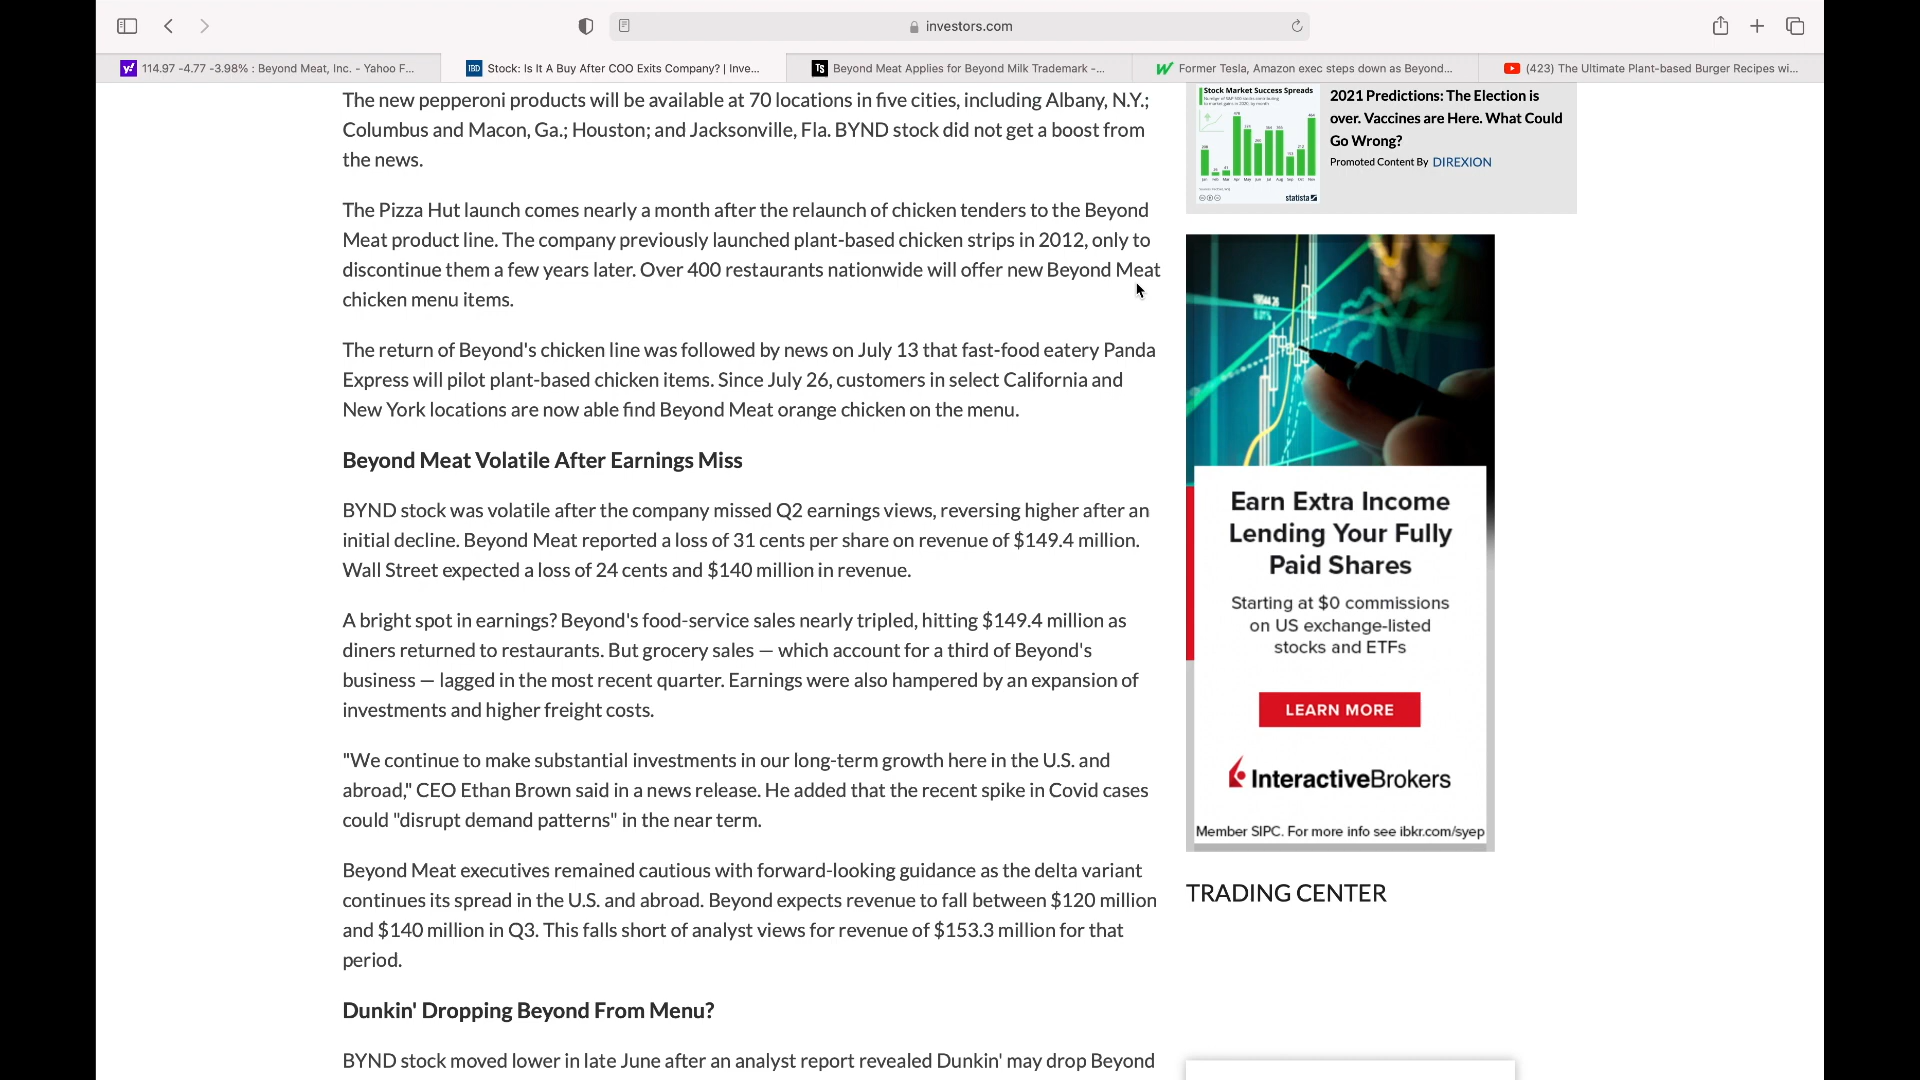 investors.com
114.97 -4.77 -3.98% : Beyond Meat, Inc. - Yahoo F...
IBD Stock: Is It A Buy After COO Exits Company? | Inve...
TS Beyond Meat Applies for Beyond Milk Trademark -...
Former Tesla, Amazon exec steps down as Beyond...
(423) The Ultimate Plant-based Burger Recipes wi...
The new pepperoni products will be available at 70 locations in five cities, including Albany, N.Y.;
Columbus and Macon, Ga.; Houston; and Jacksonville, Fla. BYND stock did not get a boost from
the news.
The Pizza Hut launch comes nearly a month after the relaunch of chicken tenders to the Beyond
Meat product line. The company previously launched plant-based chicken strips in 2012, only to
discontinue them a few years later. Over 400 restaurants nationwide will offer new Beyond Meat
chicken menu items.
The return of Beyond's chicken line was followed by news on July 13 that fast-food eatery Panda
Express will pilot plant-based chicken items. Since July 26, customers in select California and
New York locations are now able find Beyond Meat orange chicken on the menu.
Beyond Meat Volatile After Earnings Miss
BYND stock was volatile after the company missed Q2 earnings views, reversing higher after an
initial decline. Beyond Meat reported a loss of 31 cents per share on revenue of $149.4 million.
Wall Street expected a loss of 24 cents and $140 million in revenue.
A bright spot in earnings? Beyond's food-service sales nearly tripled, hitting $149.4 million as
diners returned to restaurants. But grocery sales — which account for a third of Beyond's
business — lagged in the most recent quarter. Earnings were also hampered by an expansion of
investments and higher freight costs.
"We continue to make substantial investments in our long-term growth here in the U.S. and
abroad," CEO Ethan Brown said in a news release. He added that the recent spike in Covid cases
could "disrupt demand patterns" in the near term.
Beyond Meat executives remained cautious with forward-looking guidance as the delta variant
continues its spread in the U.S. and abroad. Beyond expects revenue to fall between $120 million
and $140 million in Q3. This falls short of analyst views for revenue of $153.3 million for that
period.
Dunkin' Dropping Beyond From Menu?
BYND stock moved lower in late June after an analyst report revealed Dunkin' may drop Beyond
Stock Market Success Spreads
statista
2021 Predictions: The Election is
over. Vaccines are Here. What Could
Go Wrong?
Promoted Content By DIREXION
Earn Extra Income
Lending Your Fully
Paid Shares
Starting at $0 commissions
on US exchange-listed
stocks and ETFs
LEARN MORE
InteractiveBrokers
Member SIPC. For more info see ibkr.com/syep
TRADING CENTER